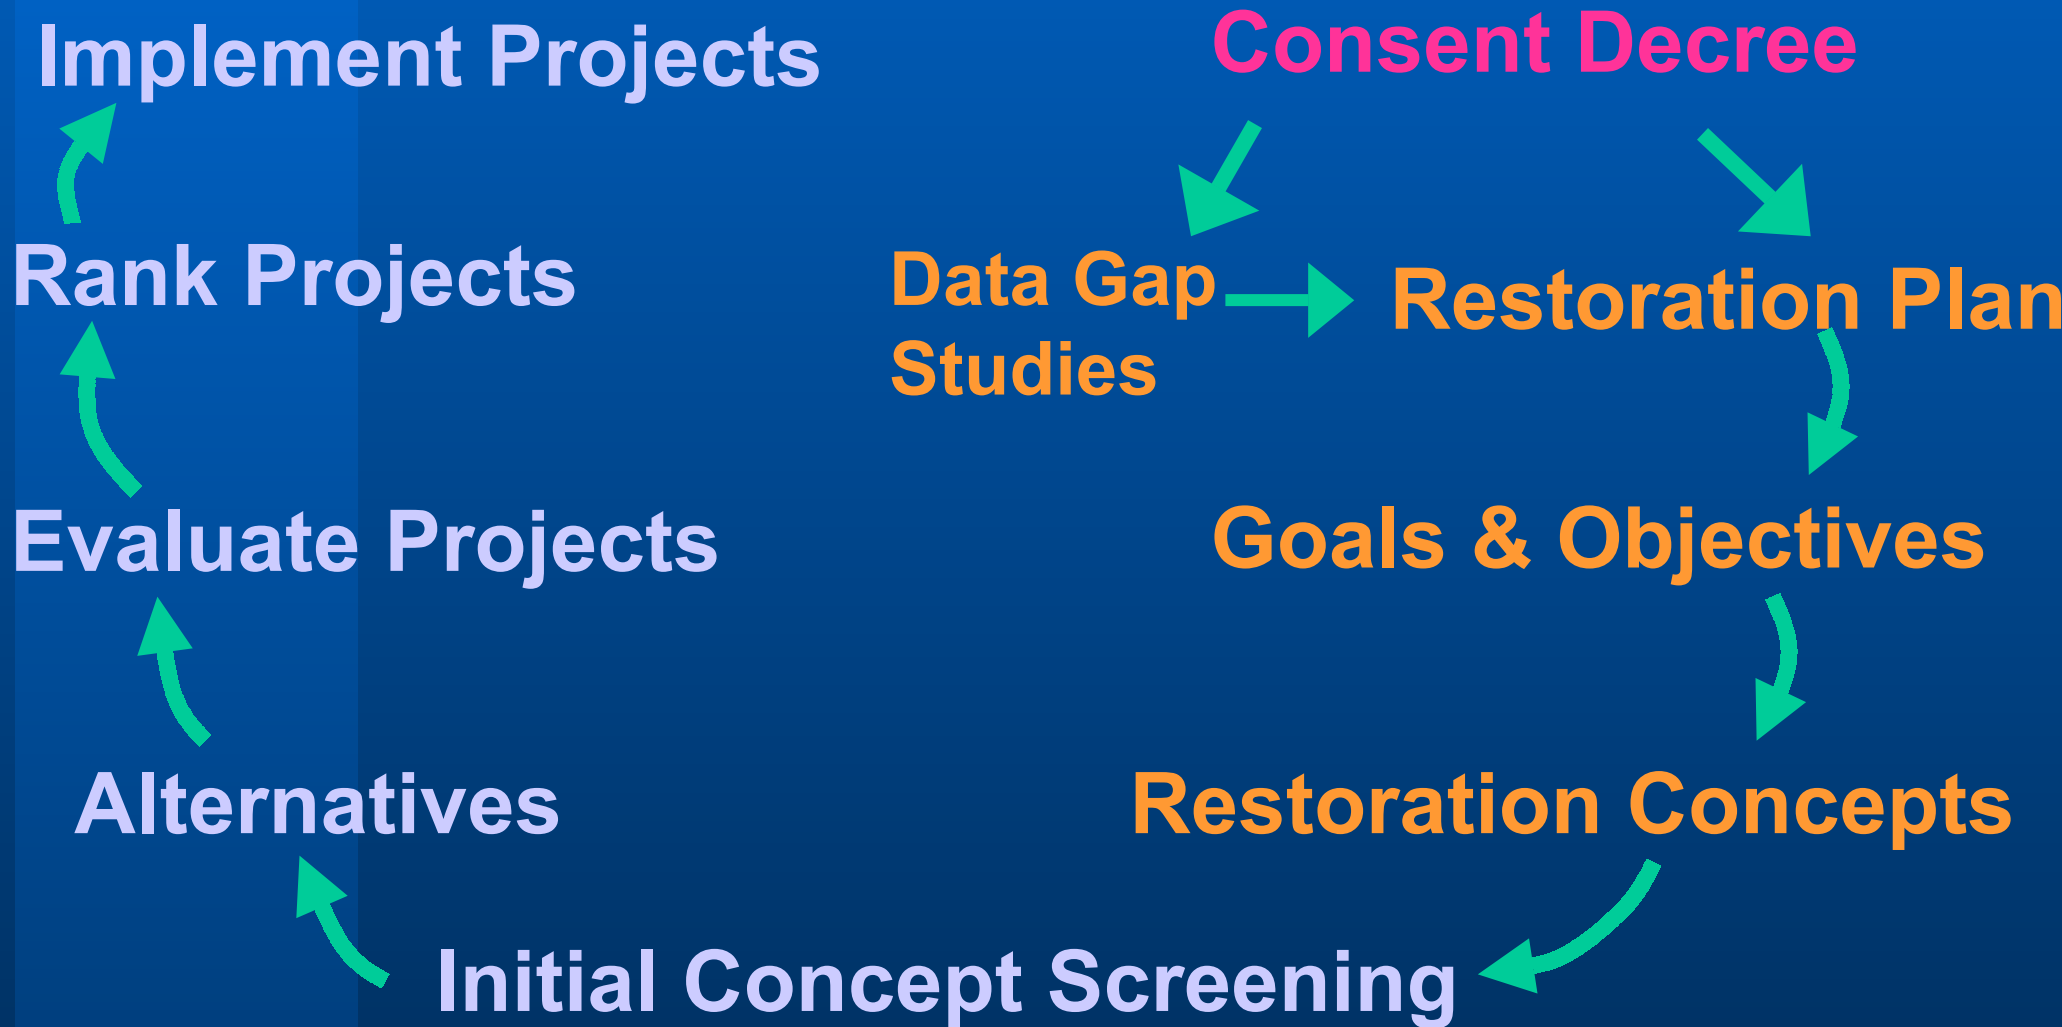 Implement Projects
Consent Decree
Rank Projects
Data Gap
Studies
Restoration Plan
Evaluate Projects
Goals & Objectives
Alternatives
Restoration Concepts
Initial Concept Screening